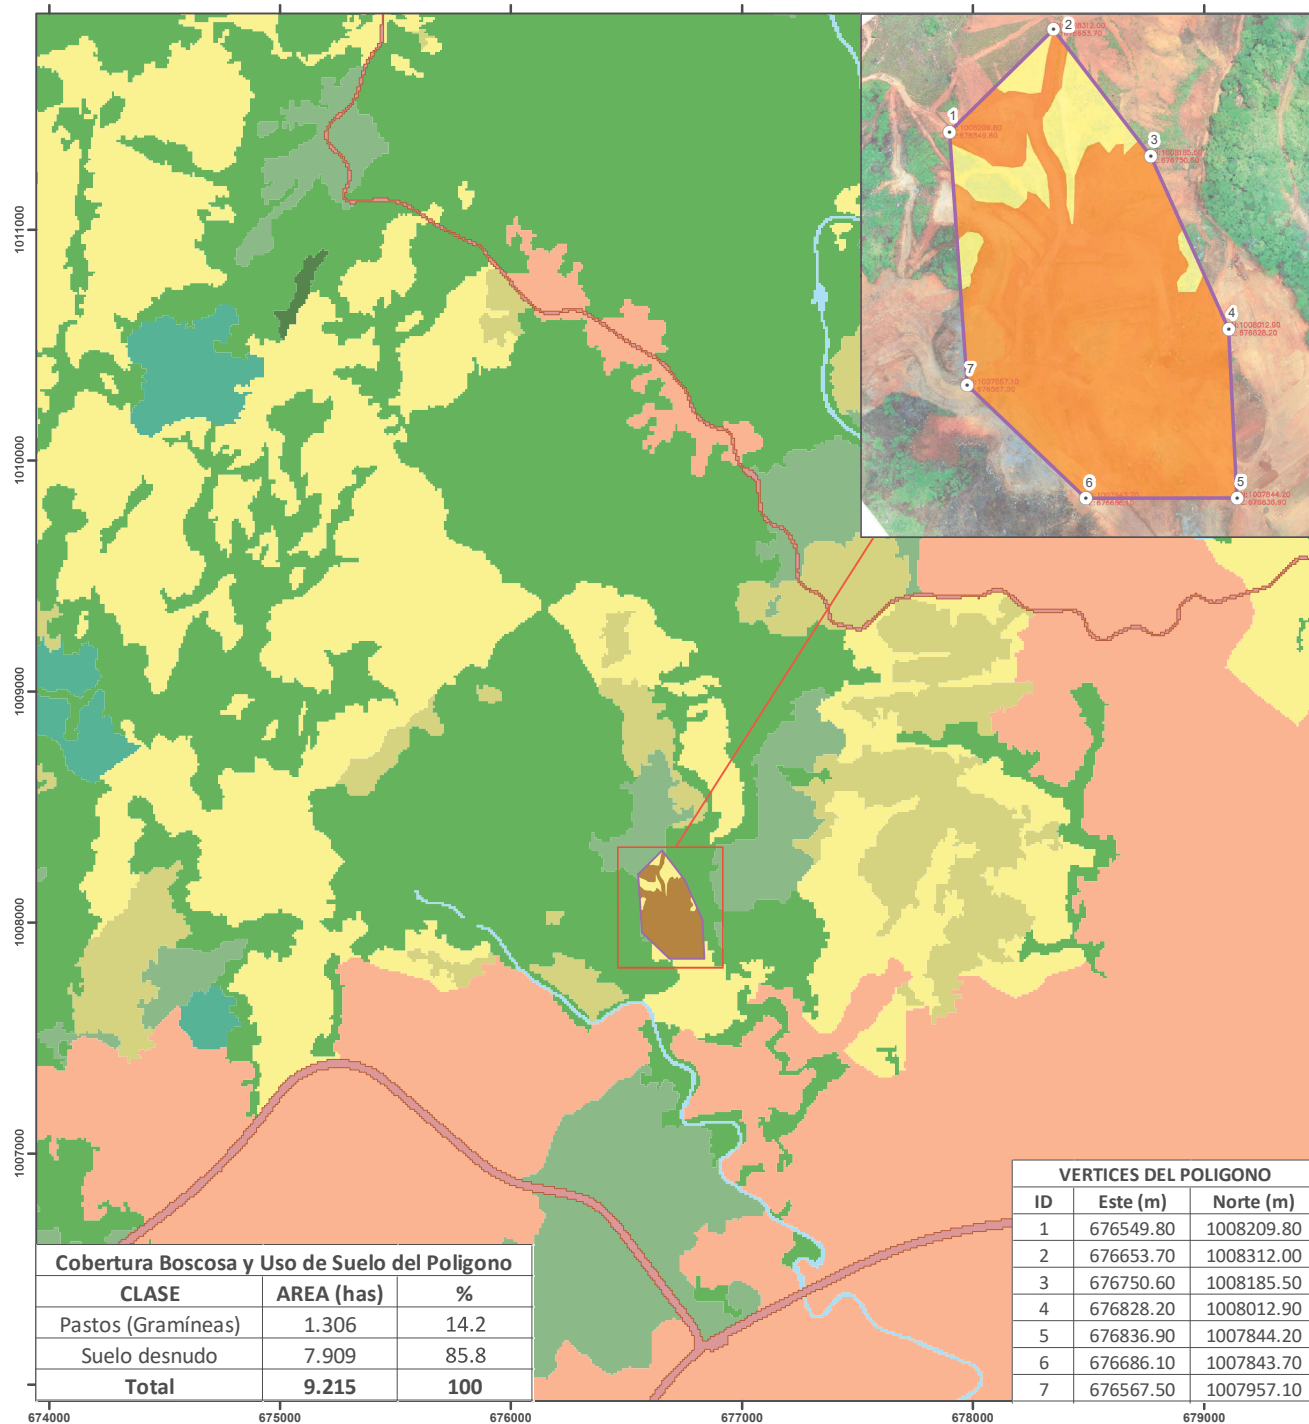 2
1
3
4
7
6
5
1011000
1010000
1009000
1008000
1007000
Cobertura Boscosa y Uso de Suelo del Poligono
CLASE AREA (has) %
Pastos (Gramíneas) 1.306 14.2
Suelo desnudo 7.909 85.8
Total 9.215 100
VERTICES DEL POLIGONO
ID Este (m) Norte (m)
1 676549.80 1008209.80
2 676653.70 1008312.00
3 676750.60 1008185.50
4 676828.20 1008012.90
5 676836.90 1007844.20
6 676686.10 1007843.70
7 676567.50 1007957.10
674000 675000 676000 677000 678000 679000